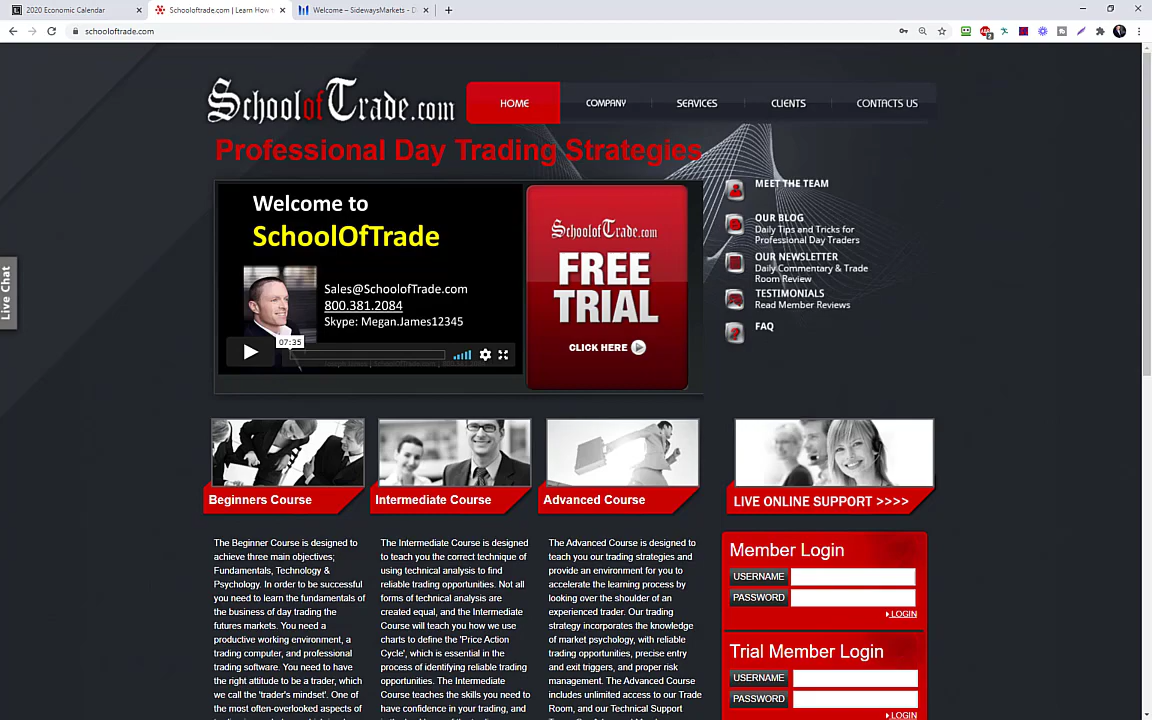 2020 Economic Calendar
Schooloftrade.com | Learn How t
Welcome – SidewaysMarkets - D
schooloftrade.com
SchoolofTrade.com
HOME
COMPANY
SERVICES
CLIENTS
CONTACTS US
Professional Day Trading Strategies
Welcome to
SchoolOfTrade
Sales@SchoolofTrade.com
800.381.2084
Skype: Megan.James12345
07:35
SchoolofTrade.com
FREE
TRIAL
CLICK HERE
MEET THE TEAM
OUR BLOG
Daily Tips and Tricks for
Professional Day Traders
OUR NEWSLETTER
Daily Commentary & Trade
Room Review
TESTIMONIALS
Read Member Reviews
FAQ
Live Chat
Beginners Course
Intermediate Course
Advanced Course
LIVE ONLINE SUPPORT >>>>
The Beginner Course is designed to
achieve three main objectives;
Fundamentals, Technology &
Psychology. In order to be successful
you need to learn the fundamentals of
the business of day trading the
futures markets. You need a
productive working environment, a
trading computer, and professional
trading software. You need to have
the right attitude to be a trader, which
we call the 'trader's mindset'. One of
the most often-overlooked aspects of
The Intermediate Course is designed
to teach you the correct technique of
using technical analysis to find
reliable trading opportunities. Not all
forms of technical analysis are
created equal, and the Intermediate
Course will teach you how we use
charts to define the 'Price Action
Cycle', which is essential in the
process of identifying reliable trading
opportunities. The Intermediate
Course teaches the skills you need to
have confidence in your trading, and
The Advanced Course is designed to
teach you our trading strategies and
provide an environment for you to
accelerate the learning process by
looking over the shoulder of an
experienced trader. Our trading
strategy incorporates the knowledge
of market psychology, with reliable
trading opportunities, precise entry
and exit triggers, and proper risk
management. The Advanced Course
includes unlimited access to our Trade
Room, and our Technical Support
Member Login
USERNAME
PASSWORD
LOGIN
Trial Member Login
USERNAME
PASSWORD
LOGIN